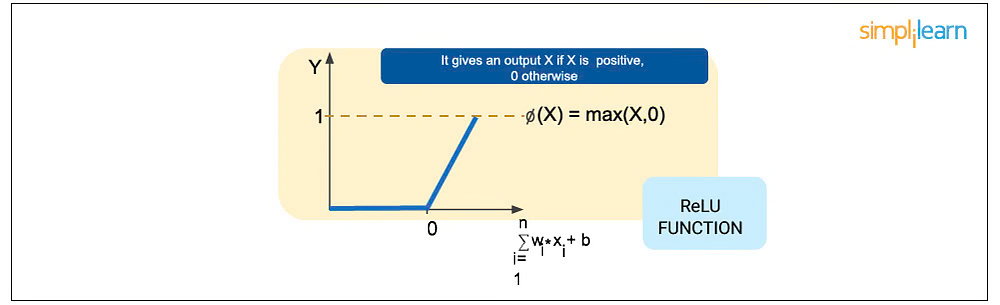 simplilearn
It gives an output X if X is positive,
0 otherwise
Y
1
ϕ(X) = max(X,0)
0
n
∑wi*xi + b
i=
1
ReLU
FUNCTION